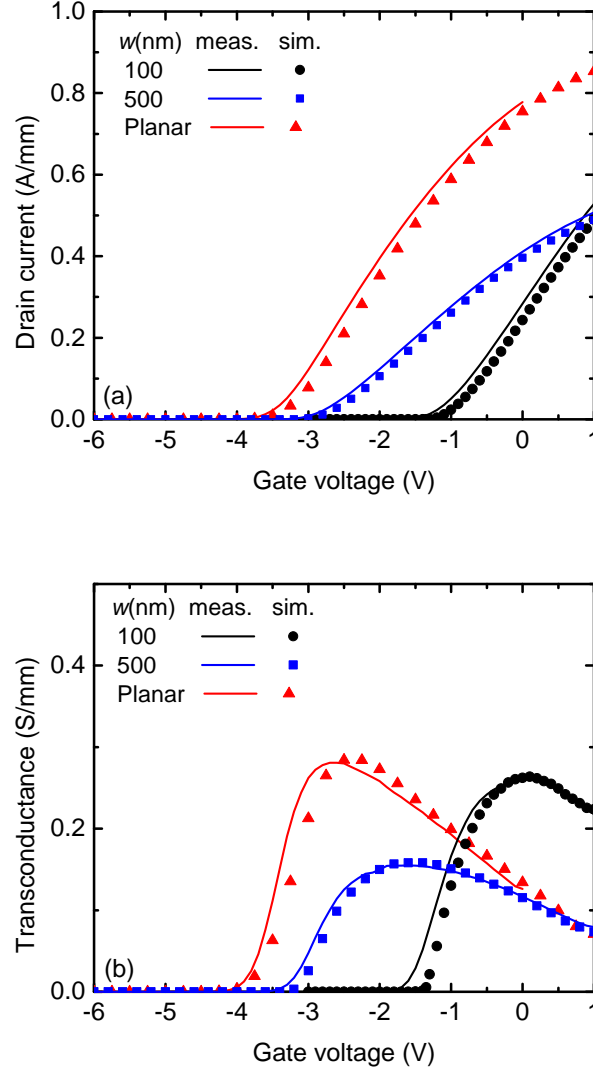 1.0
0.8
0.6
0.4
0.2
0.0
Drain current (A/mm)
w(nm) meas. sim.
100
500
Planar
(a)
-6 -5 -4 -3 -2 -1 0 1
Gate voltage (V)
0.4
0.2
0.0
Transconductance (S/mm)
w(nm) meas. sim.
100
500
Planar
(b)
-6 -5 -4 -3 -2 -1 0 1
Gate voltage (V)